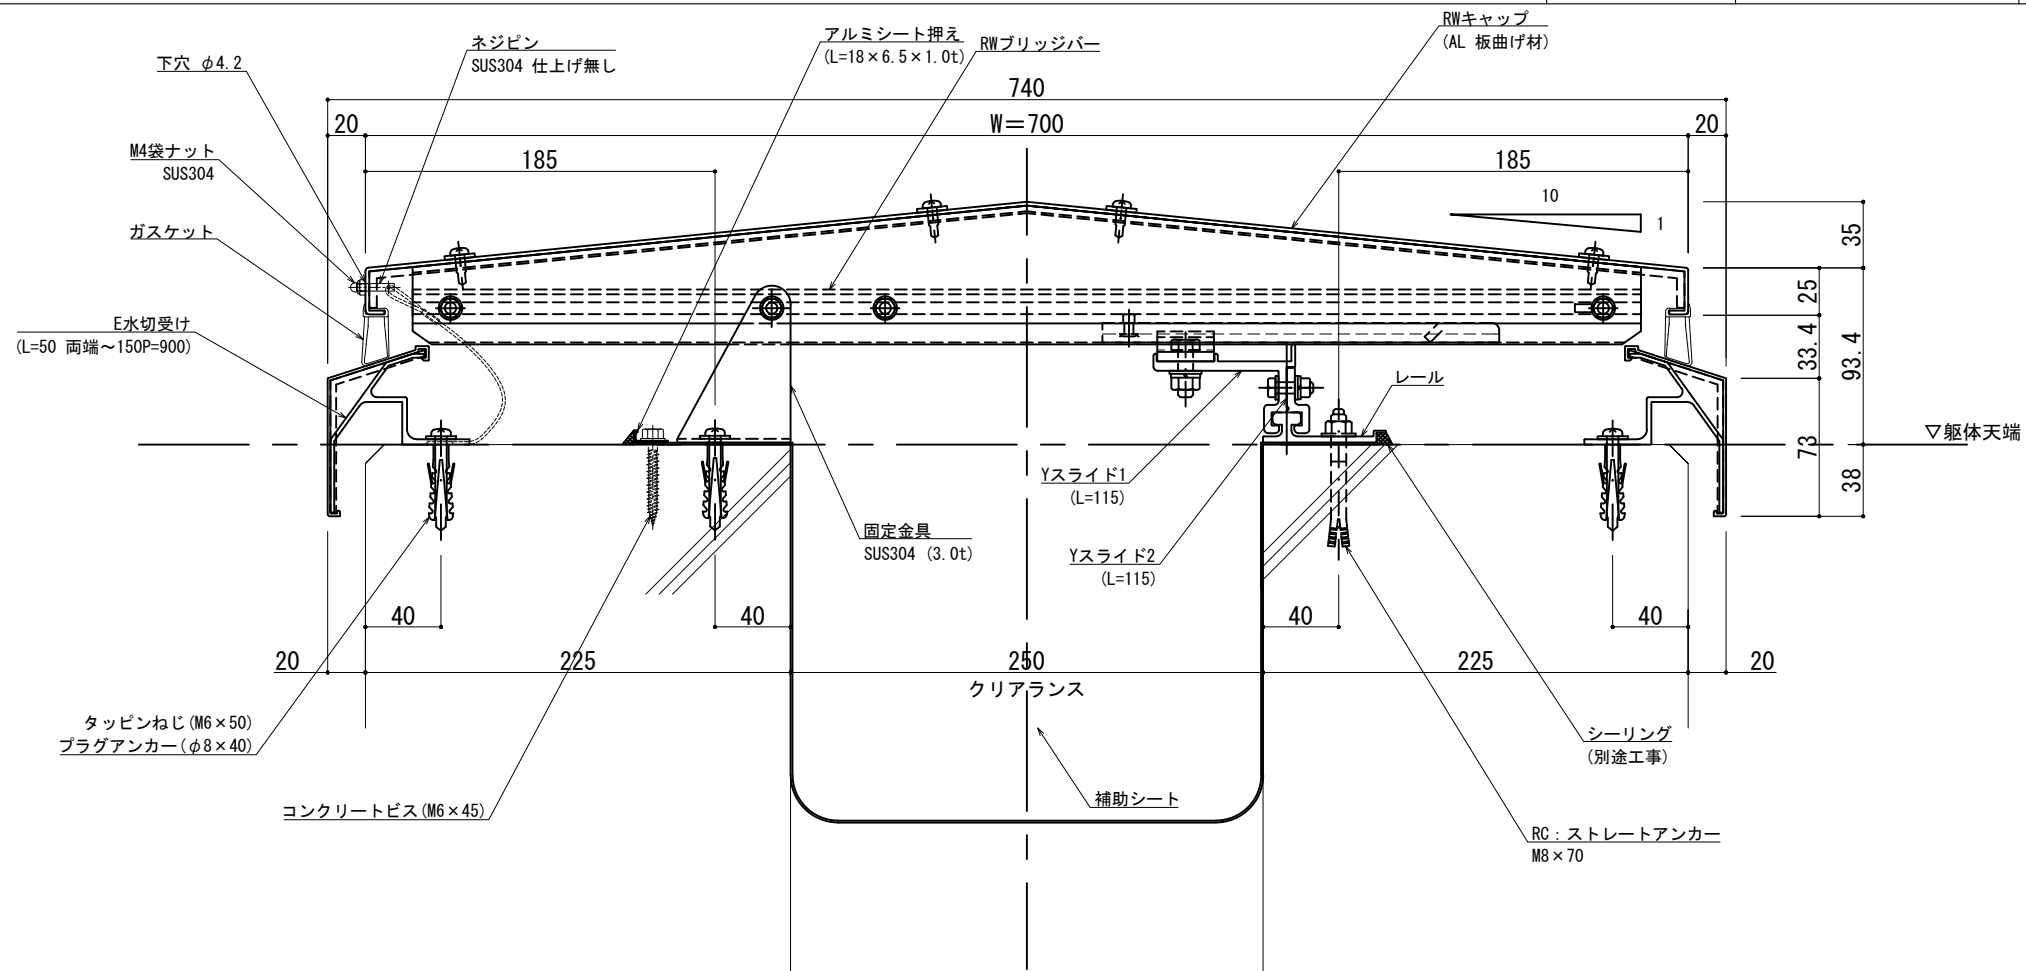 RWキャップ
(AL 板曲げ材)
アルミシート押え
(L=18×6.5×1.0t)
RWブリッジバー
ネジピン
SUS304 仕上げ無し
下穴 φ4.2
740
20
W＝700
20
M4袋ナット
SUS304
185
185
10
1
35
ガスケット
25
E水切受け
(L=50 両端～150P=900)
33.4
93.4
レール
▽躯体天端
73
38
Yスライド1
(L=115)
固定金具
SUS304 (3.0t)
Yスライド2
(L=115)
40
40
40
40
20
225
250
225
20
クリアランス
タッピンねじ(M6×50)
プラグアンカー(φ8×40)
シーリング
(別途工事)
コンクリートビス(M6×45)
補助シート
RC：ストレートアンカー
M8×70